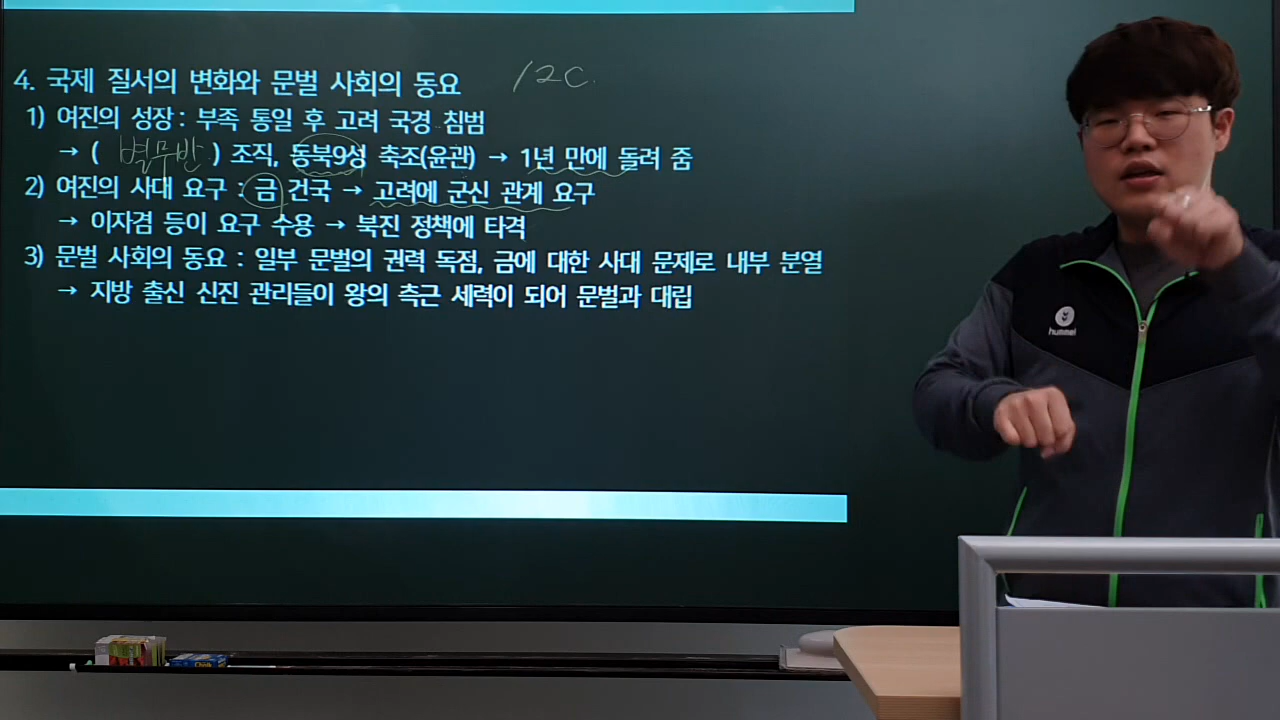 4. 국제 질서의 변화와 문벌 사회의 동요 12C.
1) 여진의 성장 : 부족 통일 후 고려 국경 침범
→ ( 별무반 ) 조직, 동북9성 축조(윤관) → 1년 만에 돌려 줌
2) 여진의 사대 요구 : 금 건국 → 고려에 군신 관계 요구
→ 이자겸 등이 요구 수용 → 북진 정책에 타격
3) 문벌 사회의 동요 : 일부 문벌의 권력 독점, 금에 대한 사대 문제로 내부 분열
→ 지방 출신 신진 관리들이 왕의 측근 세력이 되어 문벌과 대립
hummel